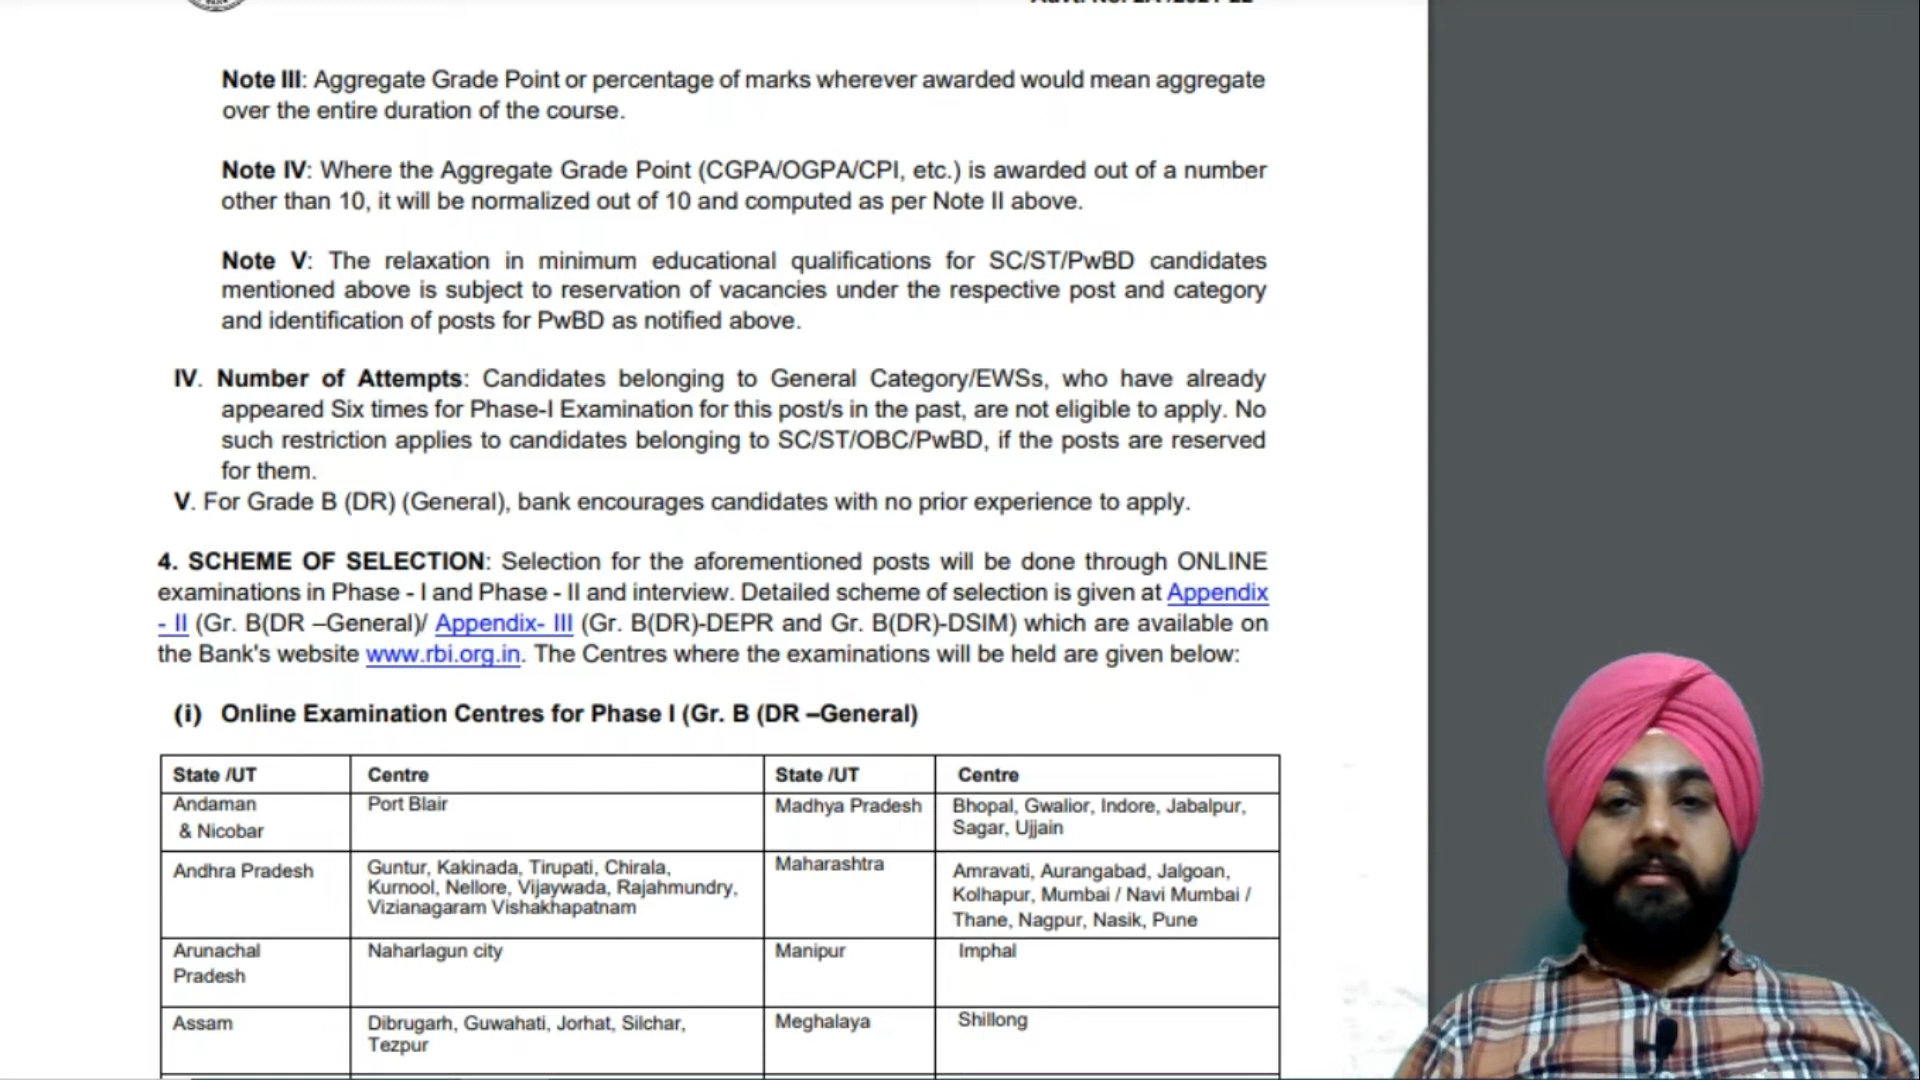 Note III: Aggregate Grade Point or percentage of marks wherever awarded would mean aggregate
over the entire duration of the course.
Note IV: Where the Aggregate Grade Point (CGPA/OGPA/CPI, etc.) is awarded out of a number
other than 10, it will be normalized out of 10 and computed as per Note II above.
Note V: The relaxation in minimum educational qualifications for SC/ST/PwBD candidates
mentioned above is subject to reservation of vacancies under the respective post and category
and identification of posts for PwBD as notified above.
IV. Number of Attempts: Candidates belonging to General Category/EWSs, who have already
appeared Six times for Phase-I Examination for this post/s in the past, are not eligible to apply. No
such restriction applies to candidates belonging to SC/ST/OBC/PwBD, if the posts are reserved
for them.
V. For Grade B (DR) (General), bank encourages candidates with no prior experience to apply.
4. SCHEME OF SELECTION: Selection for the aforementioned posts will be done through ONLINE
examinations in Phase - I and Phase - II and interview. Detailed scheme of selection is given at Appendix
- II (Gr. B(DR –General)/ Appendix- III (Gr. B(DR)-DEPR and Gr. B(DR)-DSIM) which are available on
the Bank's website www.rbi.org.in. The Centres where the examinations will be held are given below:
(i) Online Examination Centres for Phase I (Gr. B (DR –General)
State /UT Centre State /UT Centre
Andaman
& Nicobar
Port Blair
Madhya Pradesh
Bhopal, Gwalior, Indore, Jabalpur,
Sagar, Ujjain
Andhra Pradesh
Guntur, Kakinada, Tirupati, Chirala,
Kurnool, Nellore, Vijaywada, Rajahmundry,
Vizianagaram Vishakhapatnam
Maharashtra
Amravati, Aurangabad, Jalgoan,
Kolhapur, Mumbai / Navi Mumbai /
Thane, Nagpur, Nasik, Pune
Arunachal
Pradesh
Naharlagun city
Manipur
Imphal
Assam
Dibrugarh, Guwahati, Jorhat, Silchar,
Tezpur
Meghalaya
Shillong